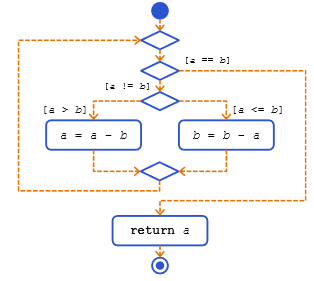 [a == b]
[a != b]
[a > b]
[a <= b]
a = a - b
b = b - a
return a